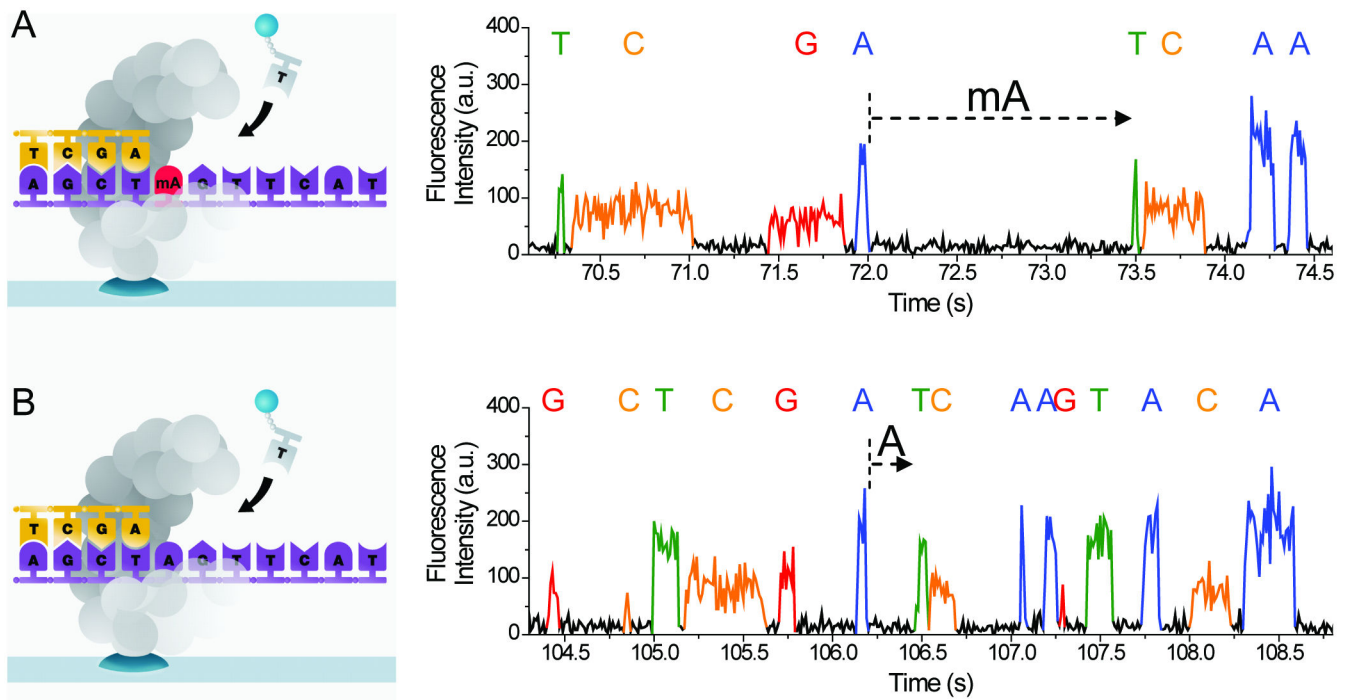 A
T
T C G A
A G C T mA G T T C A T
400
300
200
100
0
Fluorescence
Intensity (a.u.)
T C G A T C A A
mA
70.5 71.0 71.5 72.0 72.5 73.0 73.5 74.0 74.5
Time (s)
B
T
T C G A
A G C T A G T T C A T
400
300
200
100
0
Fluorescence
Intensity (a.u.)
G C T C G A T C A A G T A C A
A
104.5 105.0 105.5 106.0 106.5 107.0 107.5 108.0 108.5
Time (s)